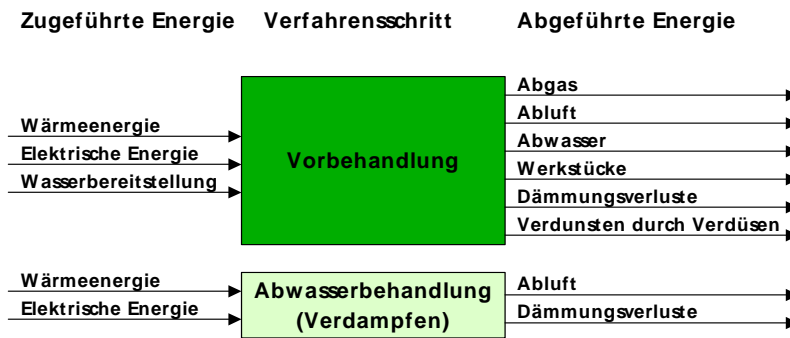 Zugeführte Energie Verfahrensschritt Abgeführte Energie
Wärmeenergie
Elektrische Energie
Wasserbereitstellung
Vorbehandlung
Abgas
Abluft
Abwasser
Werkstücke
Dämmungsverluste
Verdunsten durch Verdüsen
Wärmeenergie
Elektrische Energie
Abwasserbehandlung
(Verdampfen)
Abluft
Dämmungsverluste